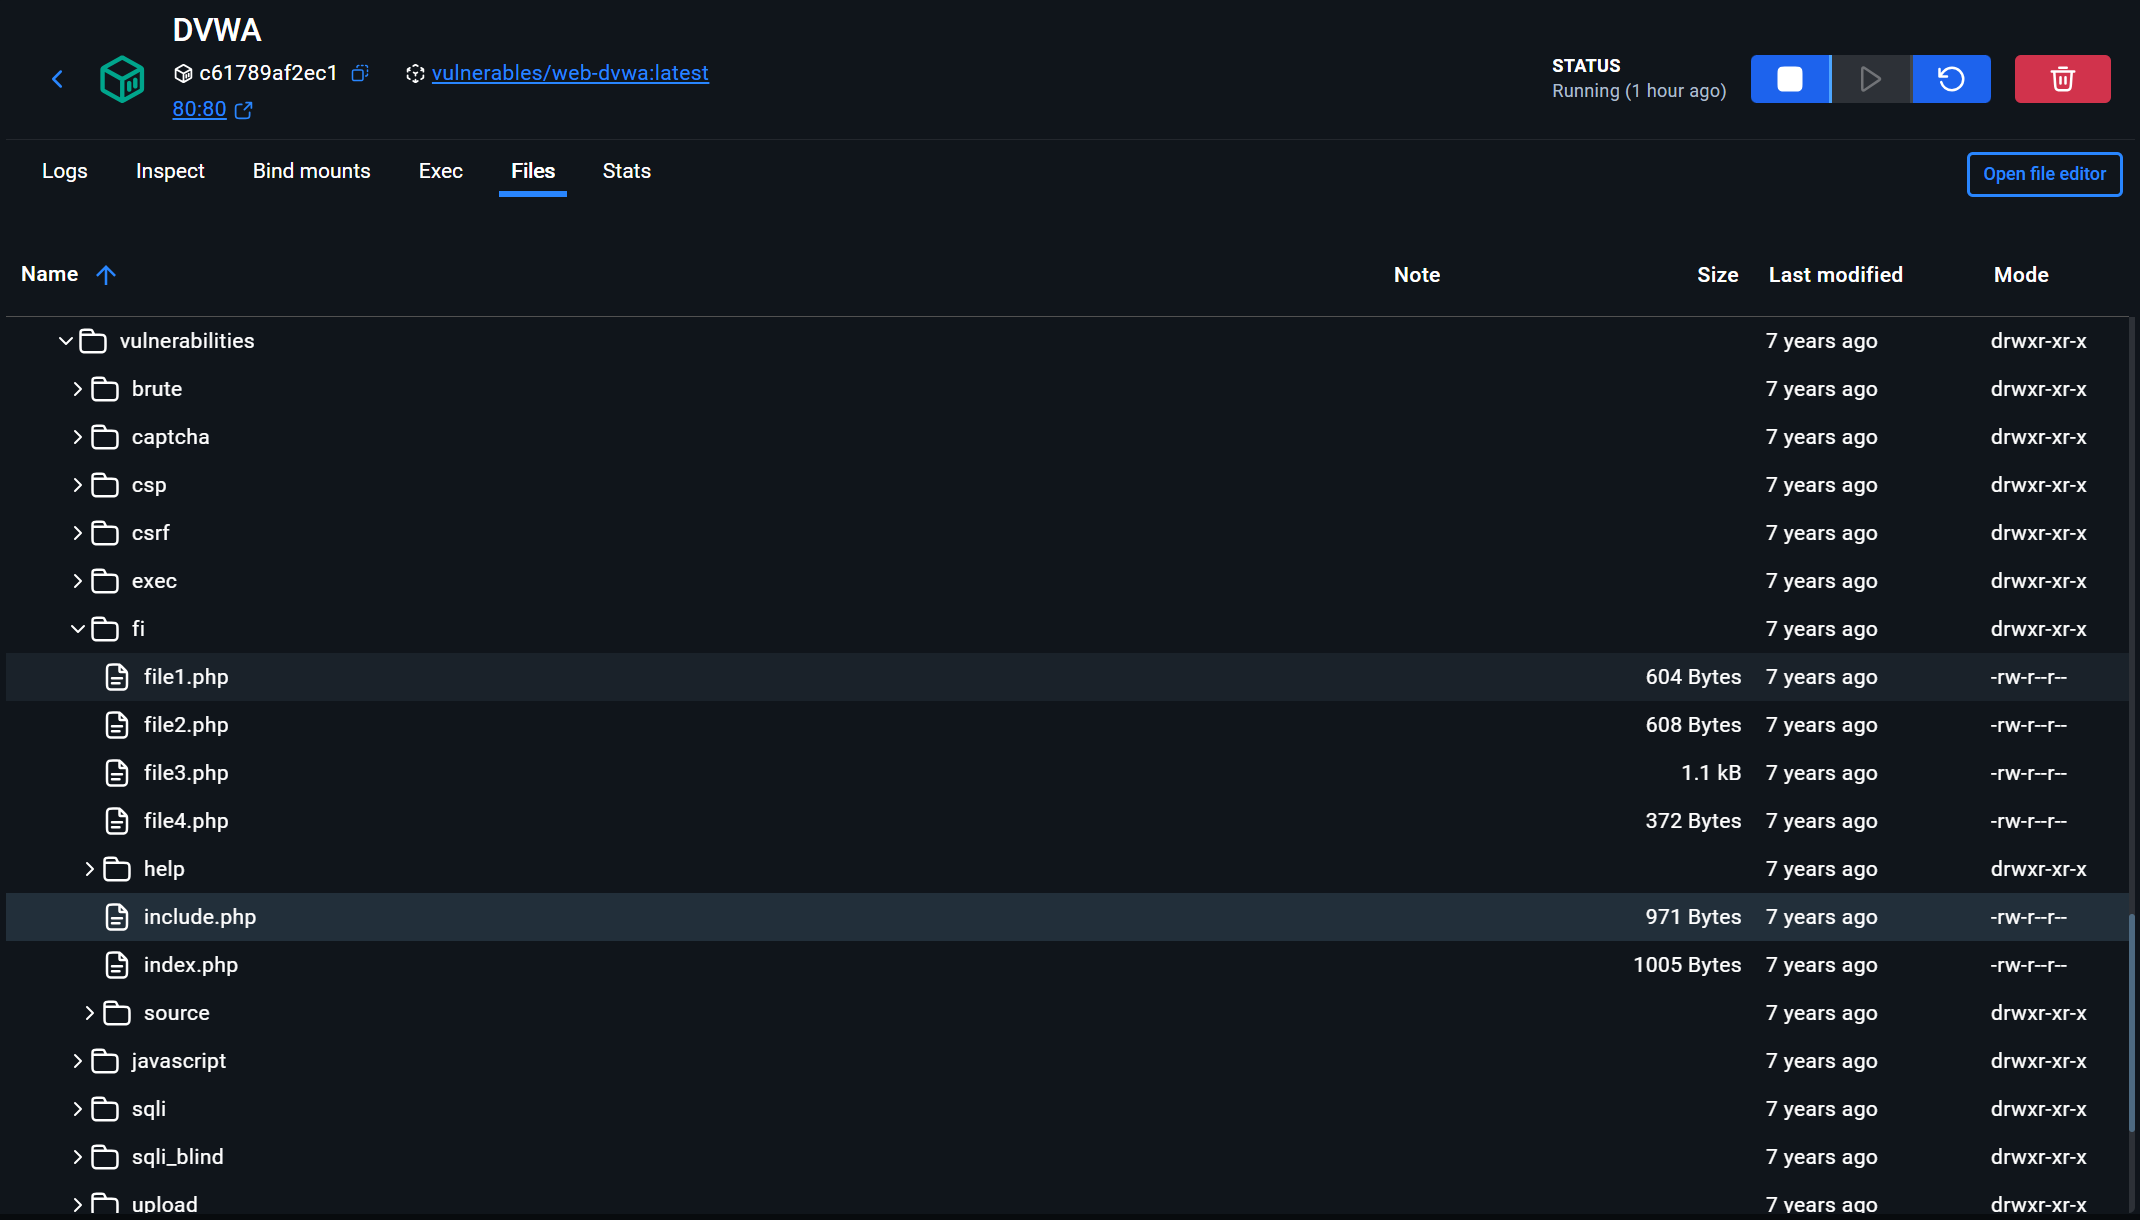 DVWA
c61789af2ec1 vulnerables/web-dvwa:latest
80:80
STATUS
Running (1 hour ago)
Logs Inspect Bind mounts Exec Files Stats Open file editor
Name Note Size Last modified Mode
vulnerabilities 7 years ago drwxr-xr-x
brute 7 years ago drwxr-xr-x
captcha 7 years ago drwxr-xr-x
csp 7 years ago drwxr-xr-x
csrf 7 years ago drwxr-xr-x
exec 7 years ago drwxr-xr-x
fi 7 years ago drwxr-xr-x
file1.php 604 Bytes 7 years ago -rw-r--r--
file2.php 608 Bytes 7 years ago -rw-r--r--
file3.php 1.1 kB 7 years ago -rw-r--r--
file4.php 372 Bytes 7 years ago -rw-r--r--
help 7 years ago drwxr-xr-x
include.php 971 Bytes 7 years ago -rw-r--r--
index.php 1005 Bytes 7 years ago -rw-r--r--
source 7 years ago drwxr-xr-x
javascript 7 years ago drwxr-xr-x
sqli 7 years ago drwxr-xr-x
sqli_blind 7 years ago drwxr-xr-x
upload 7 years ago drwxr-xr-x